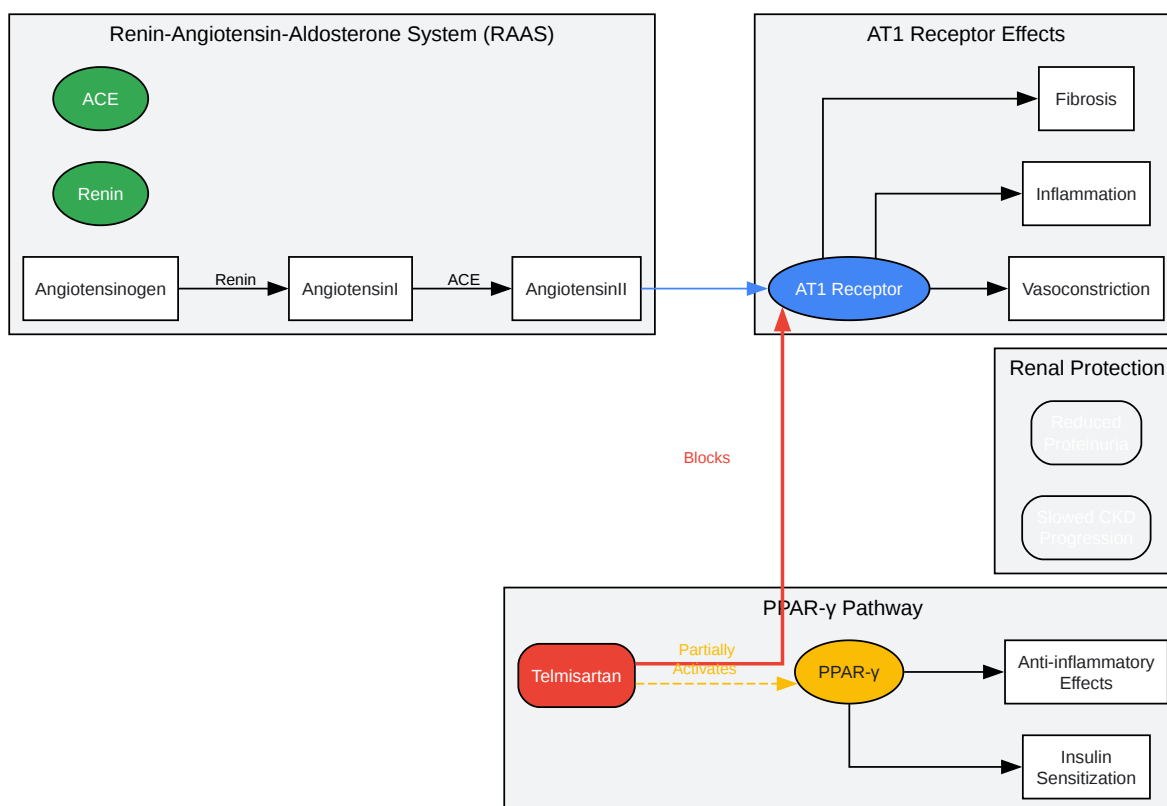 Renin-Angiotensin-Aldosterone System (RAAS)
ACE
Renin
Angiotensinogen
Renin
AngiotensinI
ACE
AngiotensinII
AT1 Receptor Effects
Fibrosis
Inflammation
AT1 Receptor
Vasoconstriction
Renal Protection
Reduced
Proteinuria
Slowed CKD
Progression
Blocks
PPAR-γ Pathway
Telmisartan
Partially
Activates
PPAR-γ
Anti-inflammatory
Effects
Insulin
Sensitization